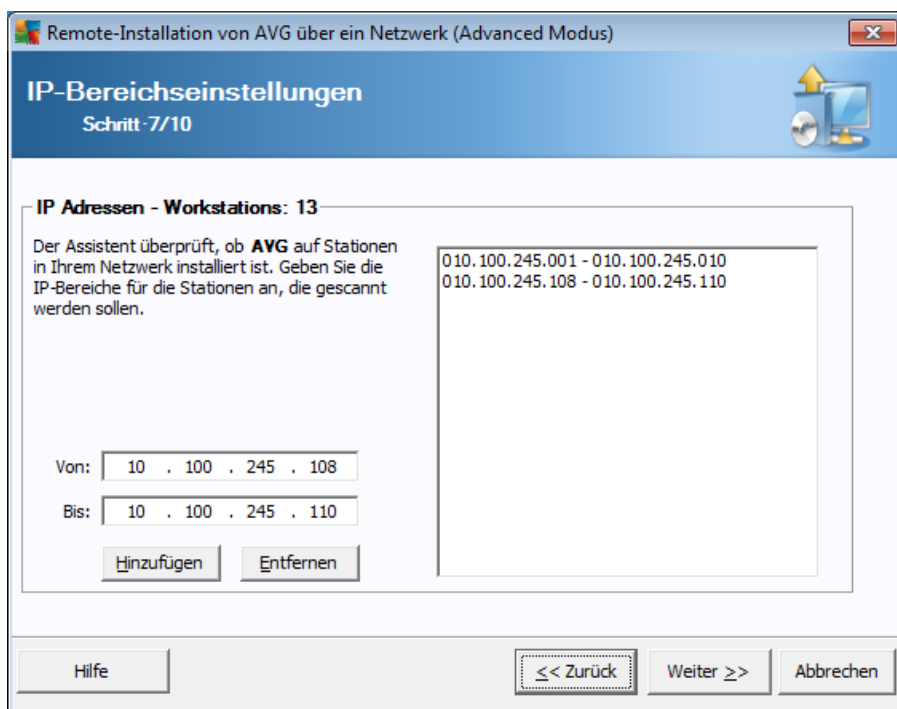 Remote-Installation von AVG über ein Netzwerk (Advanced Modus)
IP-Bereichseinstellungen
Schritt-7/10
IP Adressen - Workstations: 13
Der Assistent überprüft, ob AVG auf Stationen
in Ihrem Netzwerk installiert ist. Geben Sie die
IP-Bereiche für die Stationen an, die gescannt
werden sollen.
010.100.245.001 - 010.100.245.010
010.100.245.108 - 010.100.245.110
Von: 10 . 100 . 245 . 108
Bis: 10 . 100 . 245 . 110
Hinzufügen Entfernen
Hilfe << Zurück Weiter >> Abbrechen